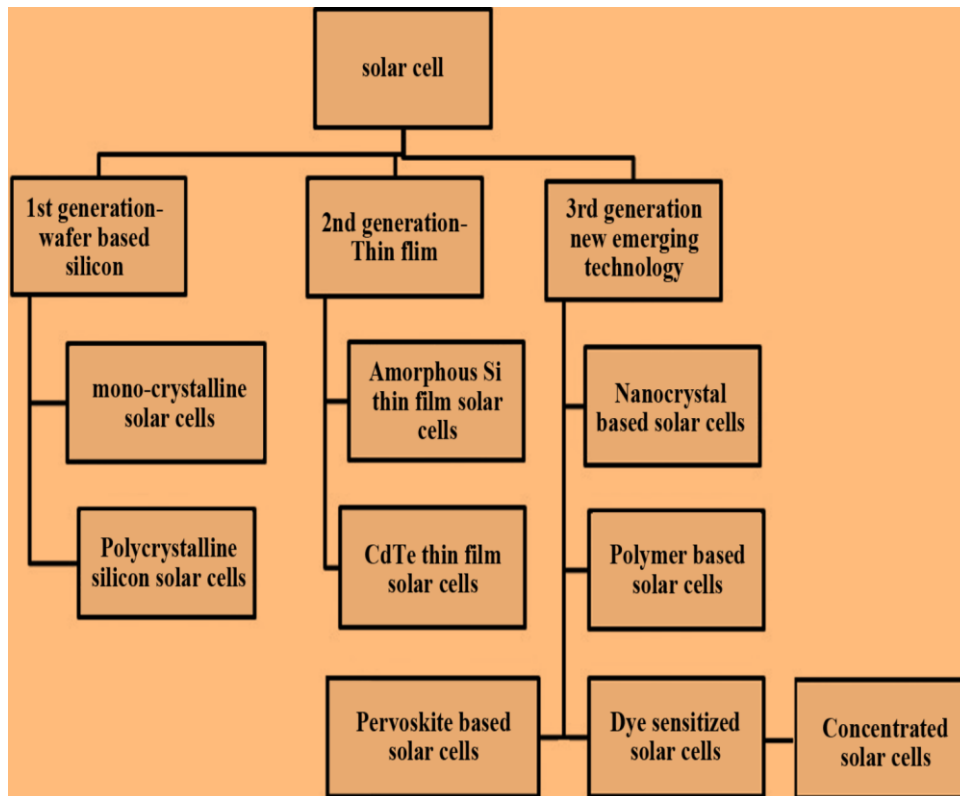 solar cell
1st generation-
wafer based
silicon
2nd generation-
Thin flim
3rd generation
new emerging
technology
mono-crystalline
solar cells
Amorphous Si
thin film solar
cells
Nanocrystal
based solar cells
Polycrystalline
silicon solar cells
CdTe thin film
solar cells
Polymer based
solar cells
Pervoskite based
solar cells
Dye sensitized
solar cells
Concentrated
solar cells